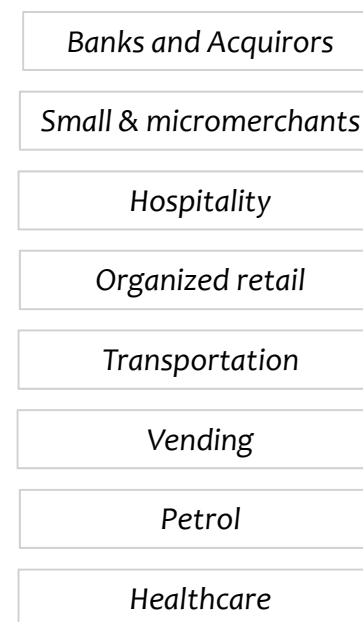 Banks and Acquirors
Small & micromerchants
Hospitality
Organized retail
Transportation
Vending
Petrol
Healthcare